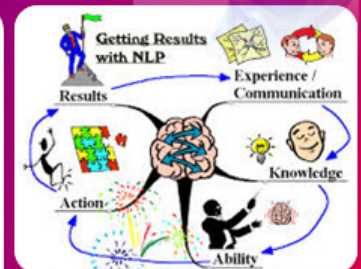 Getting Results
with NLP
Experience /
Communication
Results
Knowledge
Action
Ability